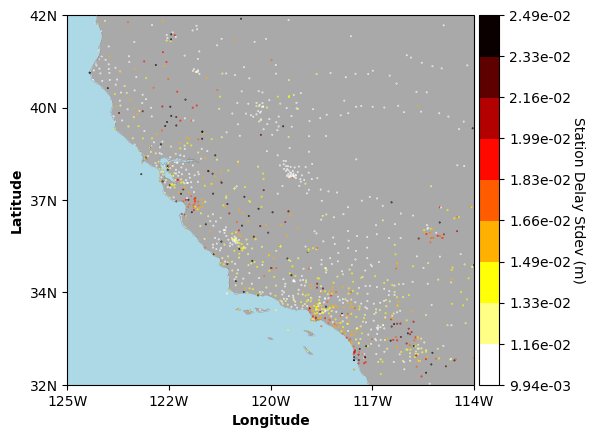 42N
40N
37N
34N
32N
125W
122W
120W
117W
114W
Latitude
Longitude
2.49e-02
2.33e-02
2.16e-02
1.99e-02
1.83e-02
1.66e-02
1.49e-02
1.33e-02
1.16e-02
9.94e-03
Station Delay Stdev (m)